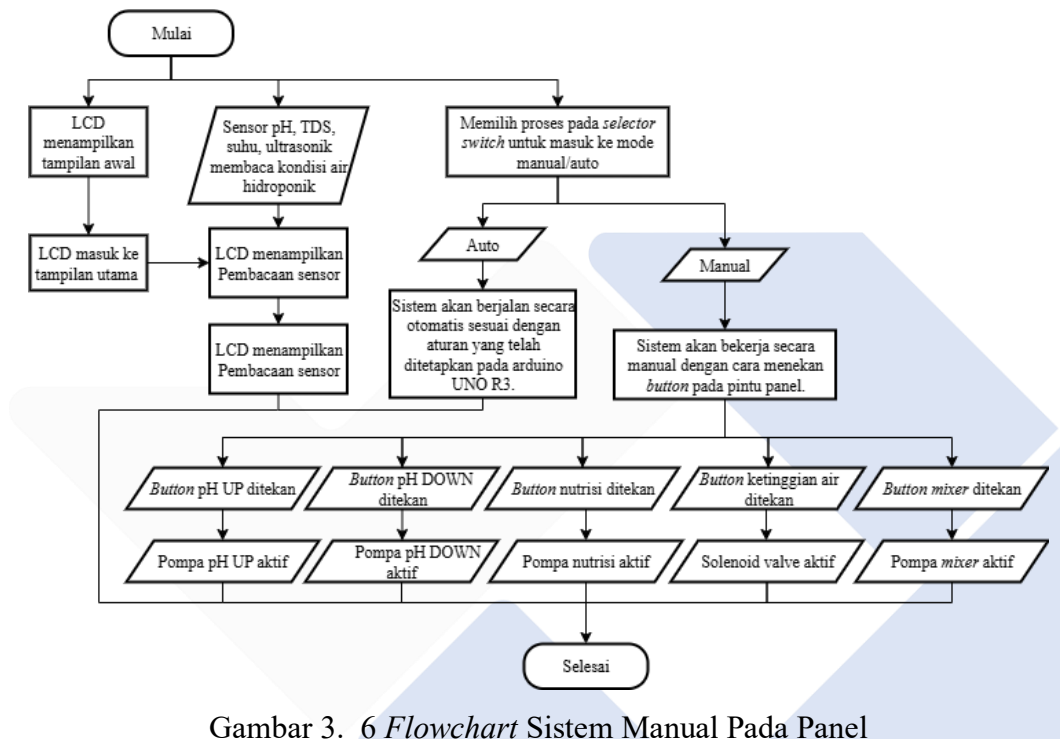 Mulai
LCD
menampilkan
tampilan awal
Sensor pH, TDS,
suhu, ultrasonik
membaca kondisi air
hidroponik
Memilih proses pada selector
switch untuk masuk ke mode
manual/auto
LCD masuk ke
tampilan utama
LCD menampilkan
Pembacaan sensor
Auto
Manual
LCD menampilkan
Pembacaan sensor
Sistem akan berjalan secara
otomatis sesuai dengan
aturan yang telah
ditetapkan pada arduino
UNO R3.
Sistem akan bekerja secara
manual dengan cara menekan
button pada pintu panel.
Button pH UP ditekan
Button pH DOWN
ditekan
Button nutrisi ditekan
Button ketinggian air
ditekan
Button mixer ditekan
Pompa pH UP aktif
Pompa pH DOWN
aktif
Pompa nutrisi aktif
Solenoid valve aktif
Pompa mixer aktif
Selesai
Gambar 3. 6 Flowchart Sistem Manual Pada Panel